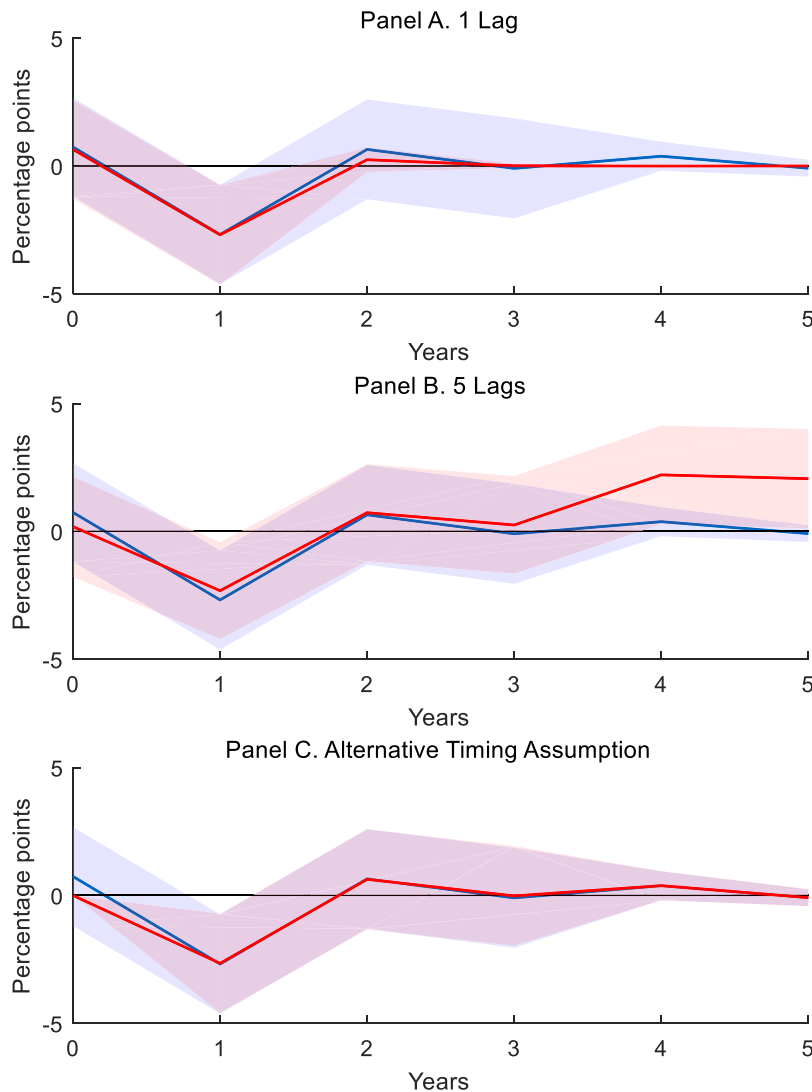 Panel A. 1 Lag
5
0
-5
Percentage points
0 1 2 3 4 5
Years
Panel B. 5 Lags
5
0
-5
Percentage points
0 1 2 3 4 5
Years
Panel C. Alternative Timing Assumption
5
0
-5
Percentage points
0 1 2 3 4 5
Years